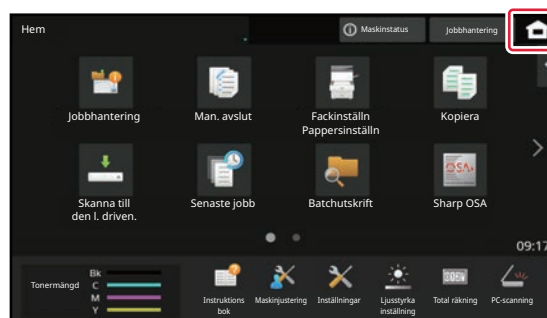 Hem
Maskinstatus
Jobbhantering
Jobbhantering
Man. avslut
Fackinställn
Pappersinställn
Kopiera
Skanna till
den l. driven.
Senaste jobb
Batchutskrift
Sharp OSA
09:17
Tonermängd
Bk
C
M
Y
Instruktions
bok
Maskinjustering
Inställningar
Ljusstyrka
inställning
Total räkning
PC-scanning